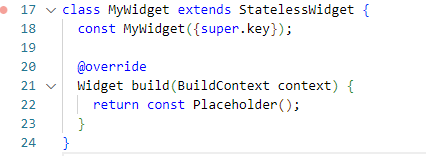 17 class MyWidget extends StatelessWidget {
18   const MyWidget({super.key});
19
20   @override
21   Widget build(BuildContext context) {
22     return const Placeholder();
23   }
24 }